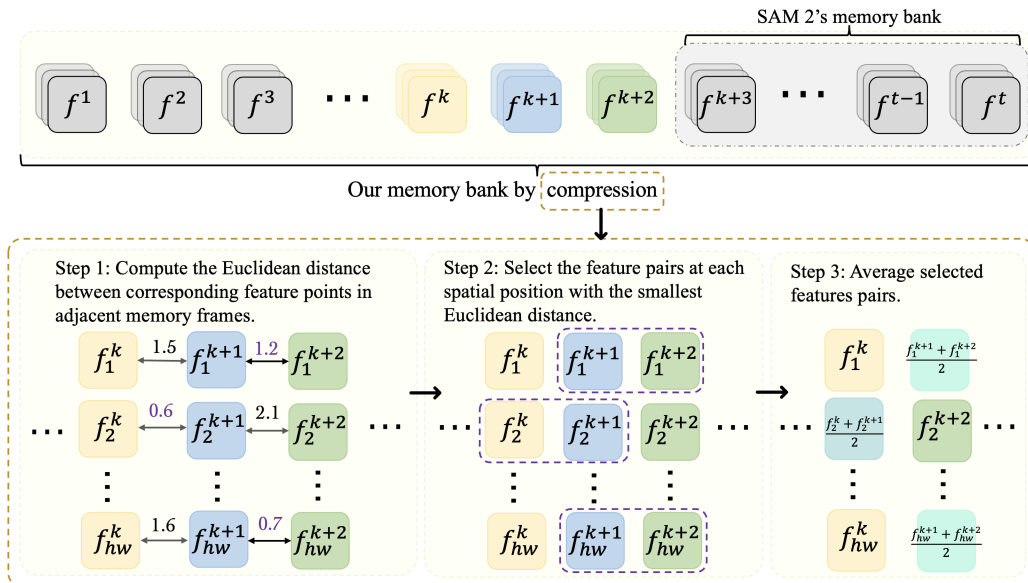 SAM 2's memory bank
f^1 f^2 f^3 ··· f^k f^{k+1} f^{k+2} f^{k+3} ··· f^{t−1} f^t
Our memory bank by compression
Step 1: Compute the Euclidean distance
between corresponding feature points in
adjacent memory frames.
f_1^k 1.5 f_1^{k+1} 1.2 f_1^{k+2}
··· f_2^k 0.6 f_2^{k+1} 2.1 f_2^{k+2} ···
f_{hw}^k 1.6 f_{hw}^{k+1} 0.7 f_{hw}^{k+2}
Step 2: Select the feature pairs at each
spatial position with the smallest
Euclidean distance.
f_1^k f_1^{k+1} f_1^{k+2}
··· f_2^k f_2^{k+1} f_2^{k+2} ···
f_{hw}^k f_{hw}^{k+1} f_{hw}^{k+2}
Step 3: Average selected
features pairs.
f_1^k \frac{f_1^{k+1} + f_1^{k+2}}{2}
··· \frac{f_2^k + f_2^{k+1}}{2} f_2^{k+2} ···
f_{hw}^k \frac{f_{hw}^{k+1} + f_{hw}^{k+2}}{2}